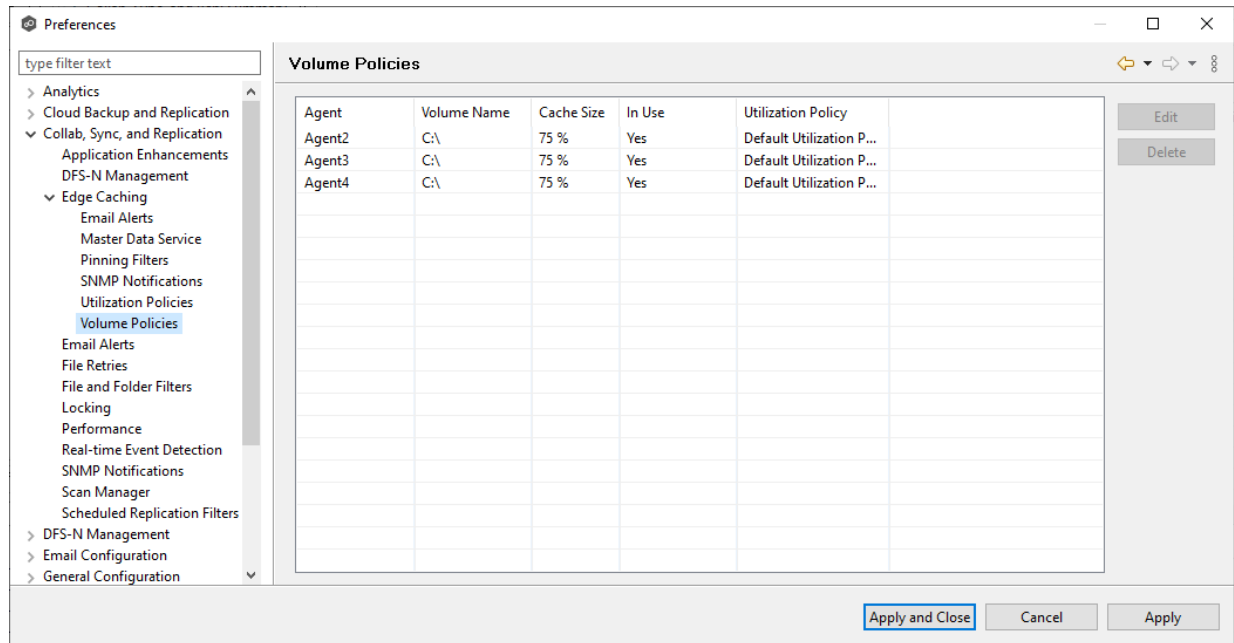 Preferences
type filter text
Analytics
Cloud Backup and Replication
Collab, Sync, and Replication
Application Enhancements
DFS-N Management
Edge Caching
Email Alerts
Master Data Service
Pinning Filters
SNMP Notifications
Utilization Policies
Volume Policies
Email Alerts
File Retries
File and Folder Filters
Locking
Performance
Real-time Event Detection
SNMP Notifications
Scan Manager
Scheduled Replication Filters
DFS-N Management
Email Configuration
General Configuration
Volume Policies
Agent Volume Name Cache Size In Use Utilization Policy
Agent2 C:\ 75 % Yes Default Utilization P...
Agent3 C:\ 75 % Yes Default Utilization P...
Agent4 C:\ 75 % Yes Default Utilization P...
Edit
Delete
Apply and Close Cancel Apply